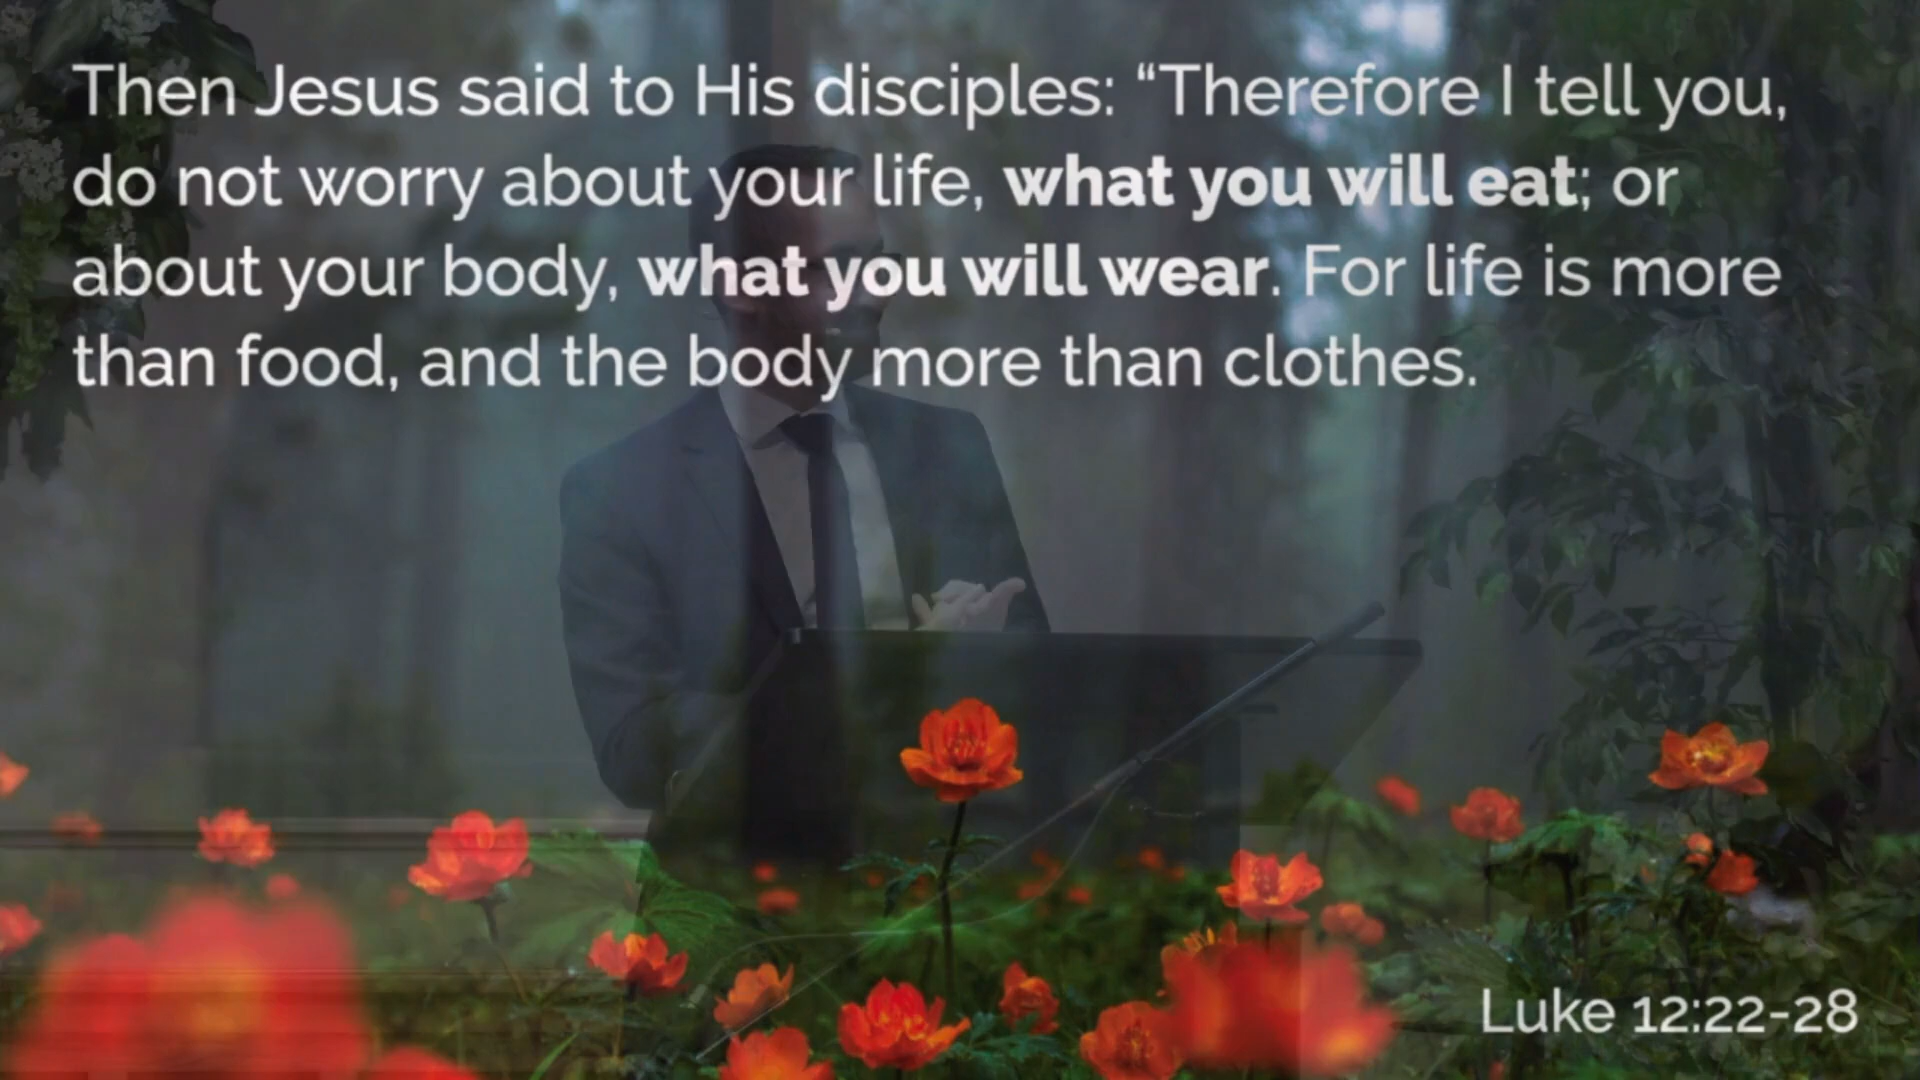 Then Jesus said to His disciples: “Therefore I tell you,
do not worry about your life, what you will eat; or
about your body, what you will wear. For life is more
than food, and the body more than clothes.
Luke 12:22-28